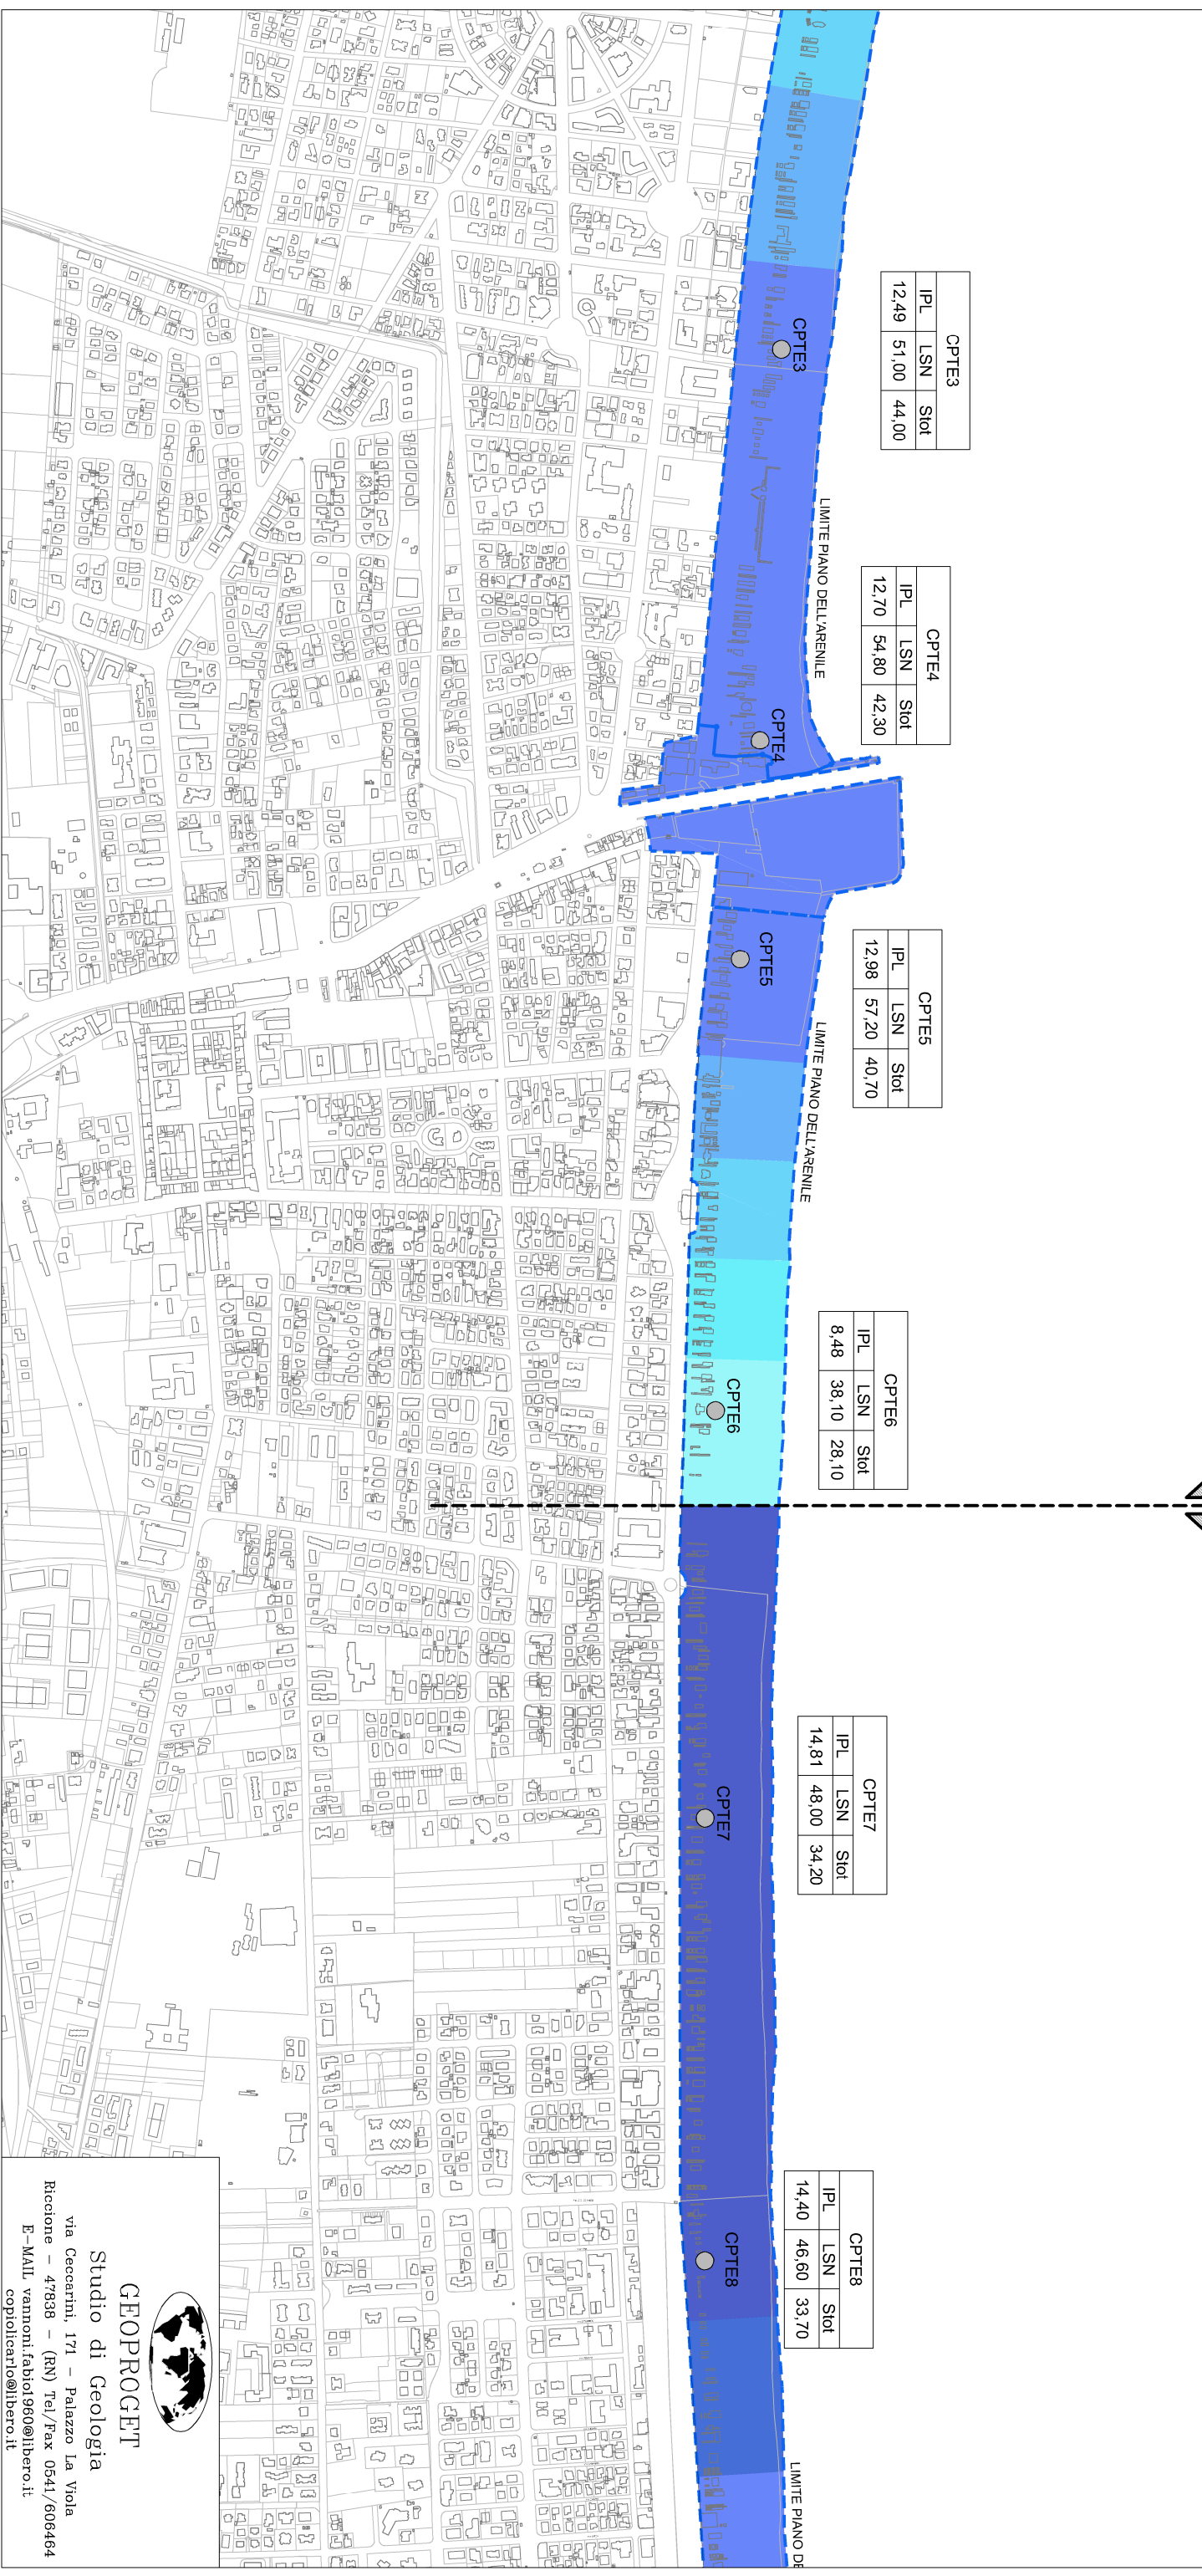 CPTE3
IPL LSN Stot
12,49 51,00 44,00
CPTE4
IPL LSN Stot
12,70 54,80 42,30
CPTE5
IPL LSN Stot
12,98 57,20 40,70
CPTE6
IPL LSN Stot
8,48 38,10 28,10
CPTE7
IPL LSN Stot
14,81 48,00 34,20
CPTE8
IPL LSN Stot
14,40 46,60 33,70
LIMITE PIANO DELL'ARENILE
LIMITE PIANO DELL'ARENILE
LIMITE PIANO DE
CPTE3
CPTE4
CPTE5
CPTE6
CPTE7
CPTE8
GEOPROGET
Studio di Geologia
via Ceccarini, 171 - Palazzo La Viola
Riccione - 47838 - (RN) Tel/Fax 0541/606464
E-MAIL vannoni.fabio1960@libero.it
copiolicarlo@libero.it